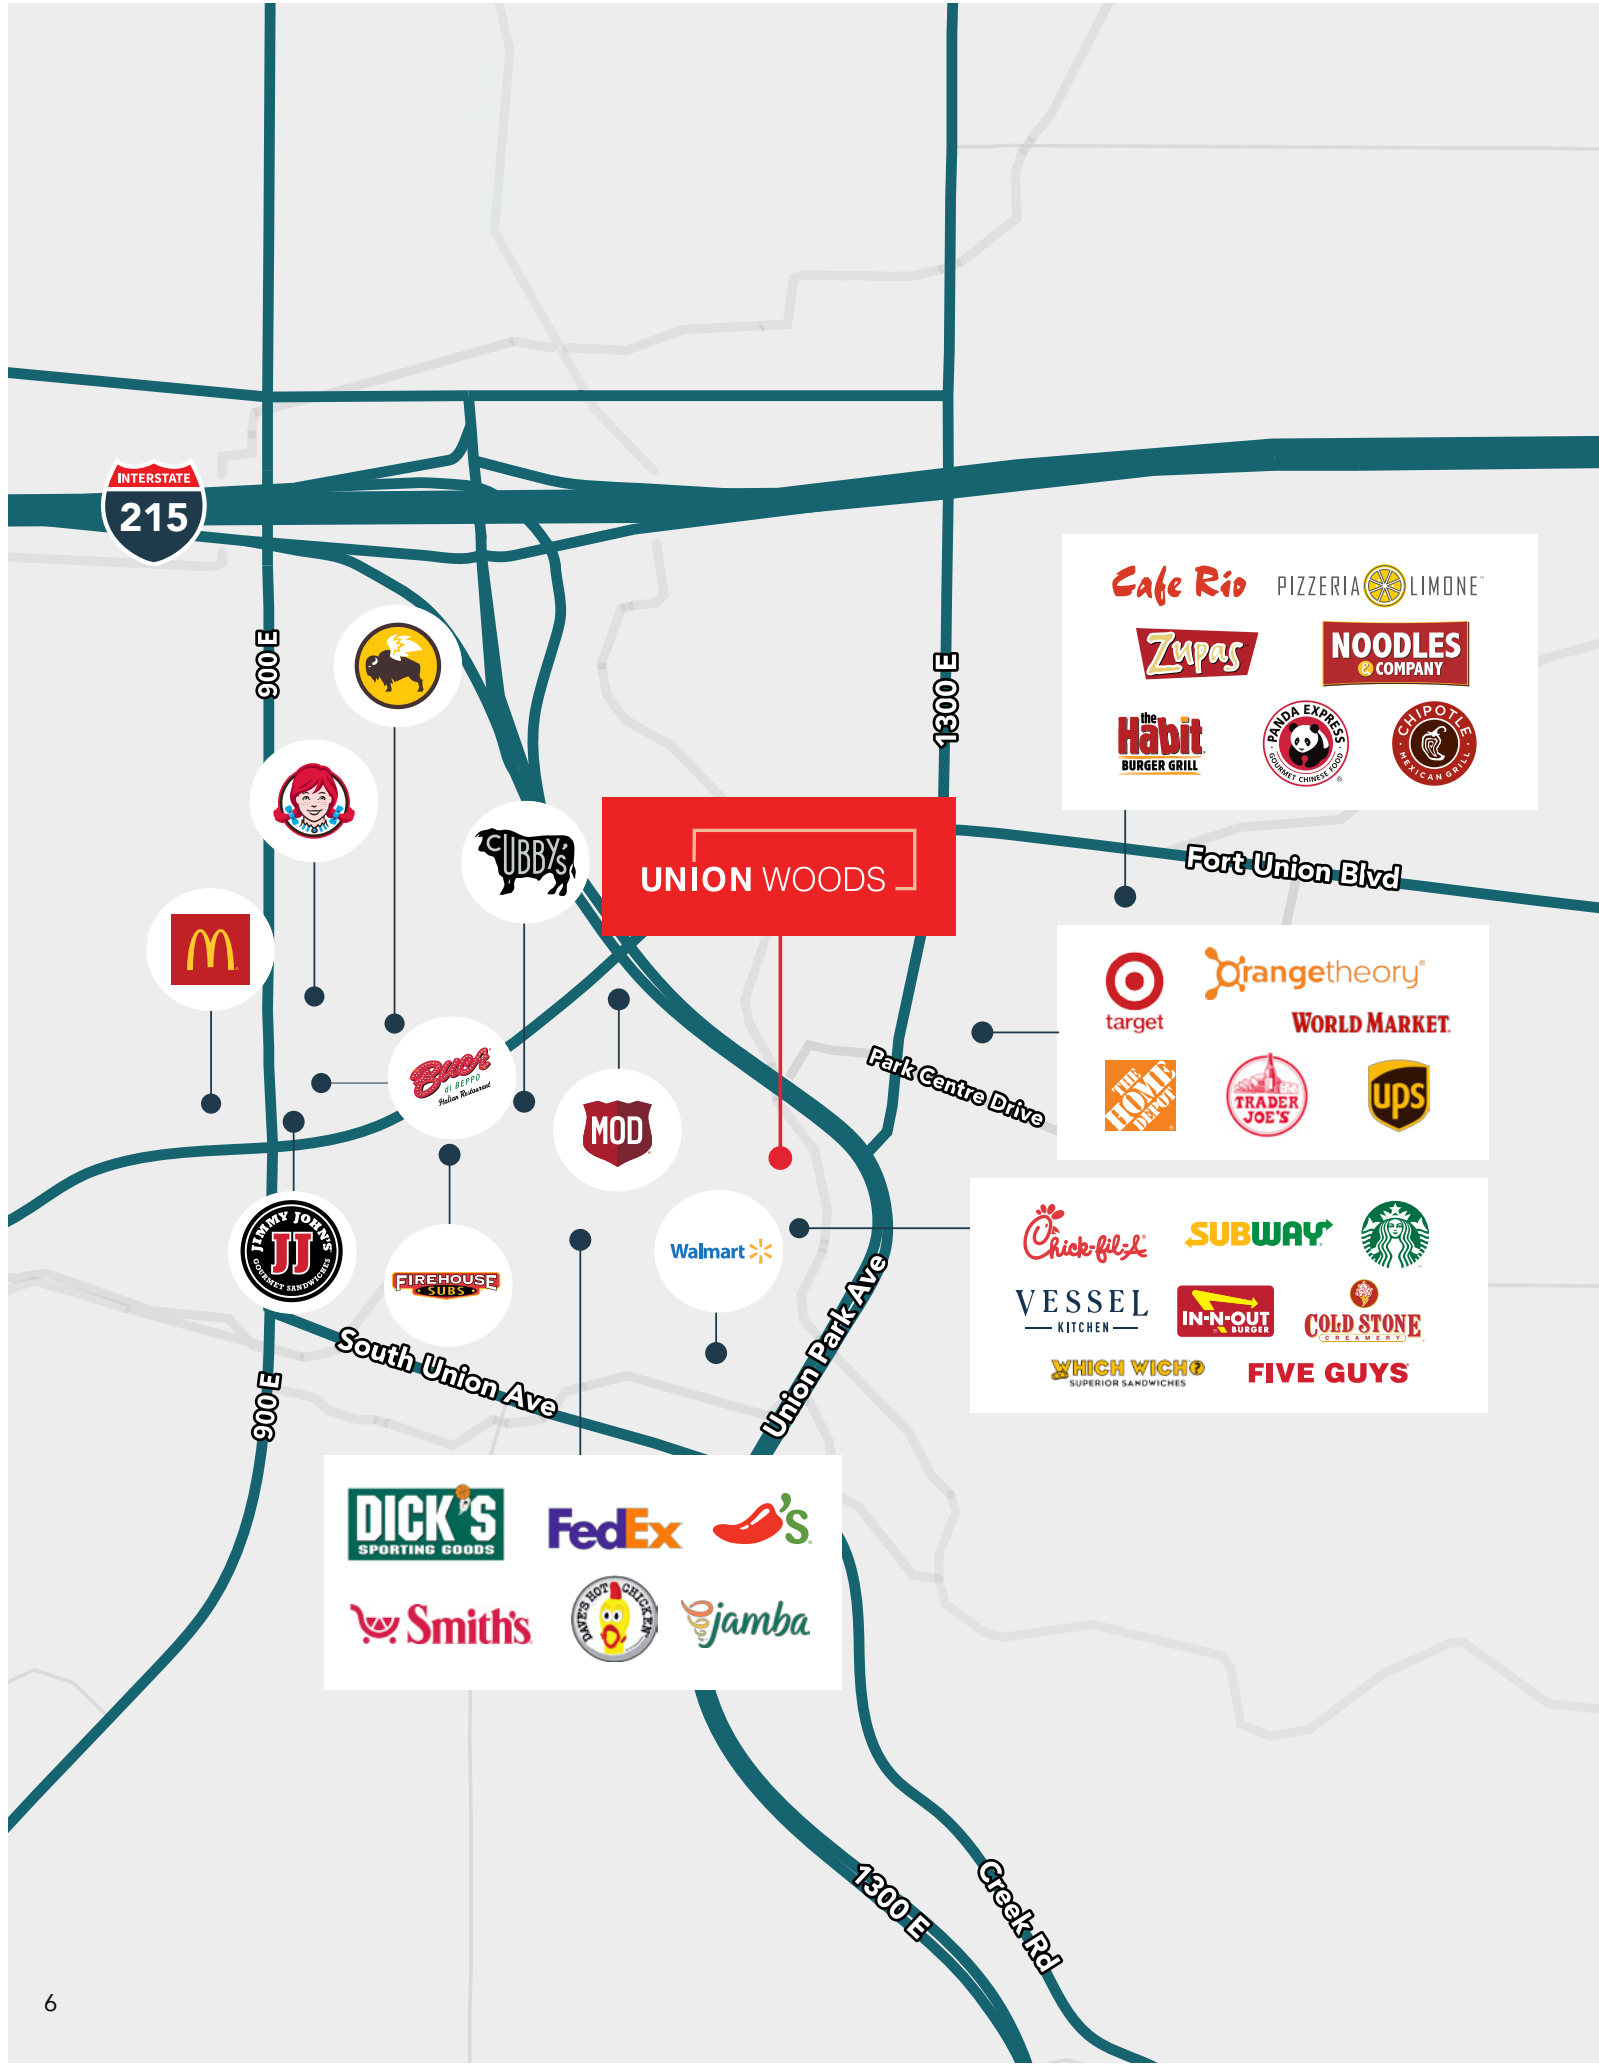 INTERSTATE
215
900 E
1300 E
Cafe Rio
PIZZERIA LIMONE
Zupas
NOODLES
& COMPANY
the
Habit
BURGER GRILL
PANDA EXPRESS
GOURMET CHINESE FOOD
CHIPOTLE
MEXICAN GRILL
CUBBY'S
UNION WOODS
Fort Union Blvd
target
Orangetheory
WORLD MARKET
THE
HOME
DEPOT
TRADER
JOE'S
ups
Park Centre Drive
Buca
di BEPPO
Italian Restaurant
MOD
JIMMY JOHN'S
JJ
GOURMET SANDWICHES
FIREHOUSE
SUBS
Walmart
Chick-fil-A
SUBWAY
VESSEL
KITCHEN
IN-N-OUT
BURGER
COLD STONE
CREAMERY
WHICH WICH?
SUPERIOR SANDWICHES
FIVE GUYS
South Union Ave
Union Park Ave
900 E
DICK'S
SPORTING GOODS
FedEx
's
Smith's
DAVE'S HOT CHICKEN
jamba
1300 E
Creek Rd
6